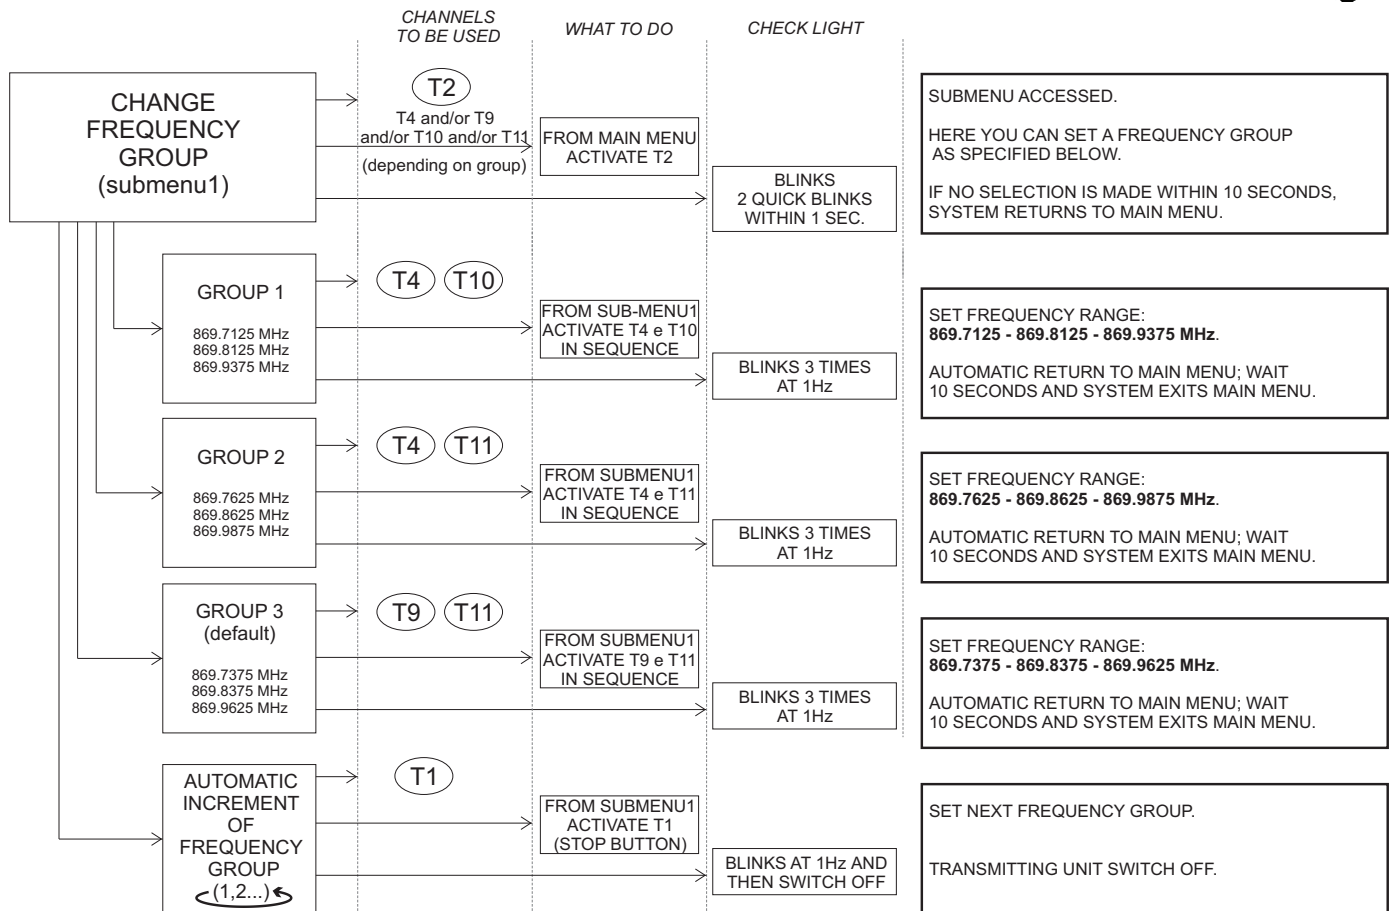 CHANNELS
TO BE USED
WHAT TO DO
CHECK LIGHT
CHANGE
FREQUENCY
GROUP
(submenu1)
T2
T4 and/or T9
and/or T10 and/or T11
(depending on group)
FROM MAIN MENU
ACTIVATE T2
BLINKS
2 QUICK BLINKS
WITHIN 1 SEC.
SUBMENU ACCESSED.
HERE YOU CAN SET A FREQUENCY GROUP
AS SPECIFIED BELOW.
IF NO SELECTION IS MADE WITHIN 10 SECONDS,
SYSTEM RETURNS TO MAIN MENU.
GROUP 1
869.7125 MHz
869.8125 MHz
869.9375 MHz
T4 T10
FROM SUB-MENU1
ACTIVATE T4 e T10
IN SEQUENCE
BLINKS 3 TIMES
AT 1Hz
SET FREQUENCY RANGE:
869.7125 - 869.8125 - 869.9375 MHz.
AUTOMATIC RETURN TO MAIN MENU; WAIT
10 SECONDS AND SYSTEM EXITS MAIN MENU.
GROUP 2
869.7625 MHz
869.8625 MHz
869.9875 MHz
T4 T11
FROM SUBMENU1
ACTIVATE T4 e T11
IN SEQUENCE
BLINKS 3 TIMES
AT 1Hz
SET FREQUENCY RANGE:
869.7625 - 869.8625 - 869.9875 MHz.
AUTOMATIC RETURN TO MAIN MENU; WAIT
10 SECONDS AND SYSTEM EXITS MAIN MENU.
GROUP 3
(default)
869.7375 MHz
869.8375 MHz
869.9625 MHz
T9 T11
FROM SUBMENU1
ACTIVATE T9 e T11
IN SEQUENCE
BLINKS 3 TIMES
AT 1Hz
SET FREQUENCY RANGE:
869.7375 - 869.8375 - 869.9625 MHz.
AUTOMATIC RETURN TO MAIN MENU; WAIT
10 SECONDS AND SYSTEM EXITS MAIN MENU.
AUTOMATIC
INCREMENT
OF
FREQUENCY
GROUP
(1,2...)
T1
FROM SUBMENU1
ACTIVATE T1
(STOP BUTTON)
BLINKS AT 1Hz AND
THEN SWITCH OFF
SET NEXT FREQUENCY GROUP.
TRANSMITTING UNIT SWITCH OFF.